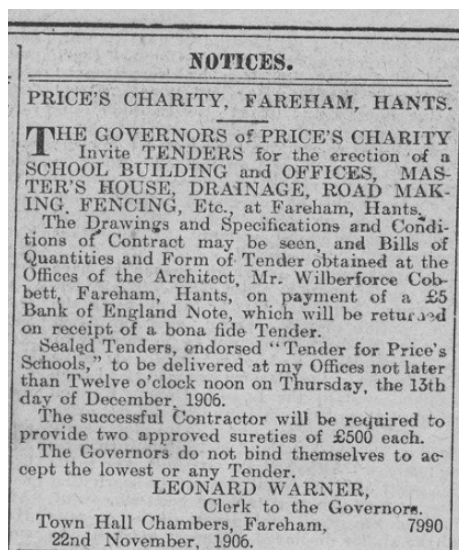 NOTICES.
PRICE'S CHARITY, FAREHAM, HANTS.
THE GOVERNORS of PRICE'S CHARITY
Invite TENDERS for the erection of a
SCHOOL BUILDING and OFFICES, MAS-
TER'S HOUSE, DRAINAGE, ROAD MAK-
ING, FENCING, Etc., at Fareham, Hants.
The Drawings and Specifications and Condi-
tions of Contract may be seen, and Bills of
Quantities and Form of Tender obtained at the
Offices of the Architect, Mr. Wilberforce Cob-
bett, Fareham, Hants, on payment of a £5
Bank of England Note, which will be returned
on receipt of a bona fide Tender.
Sealed Tenders, endorsed "Tender for Price's
Schools," to be delivered at my Offices not later
than Twelve o'clock noon on Thursday, the 13th
day of December, 1906.
The successful Contractor will be required to
provide two approved sureties of £500 each.
The Governors do not bind themselves to ac-
cept the lowest or any Tender.
LEONARD WARNER,
Clerk to the Governors.
Town Hall Chambers, Fareham, 7990
22nd November, 1906.